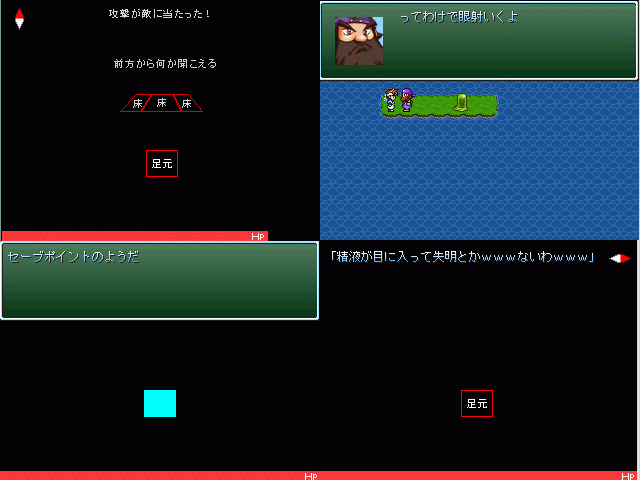 攻撃が敵に当たった！
前方から何か聞こえる
床 床 床
足元
HP
ってわけで眼射いくよ
セーブポイントのようだ
HP
「精液が目に入って失明とかｗｗｗないわｗｗｗ」
足元
HP